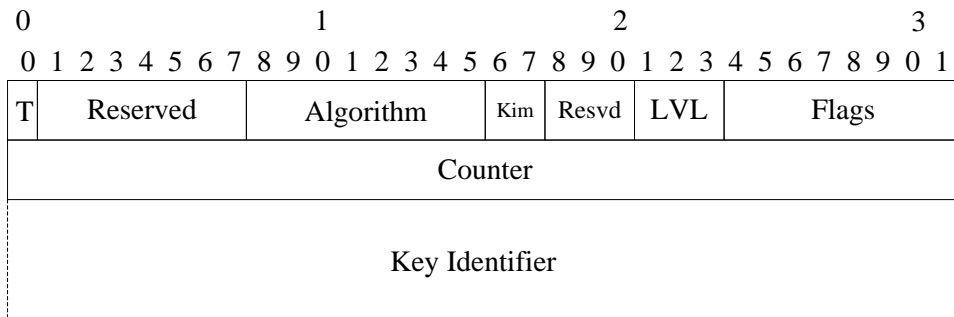 0 1 2 3
0 1 2 3 4 5 6 7 8 9 0 1 2 3 4 5 6 7 8 9 0 1 2 3 4 5 6 7 8 9 0 1
T Reserved Algorithm Kim Resvd LVL Flags
Counter
Key Identifier